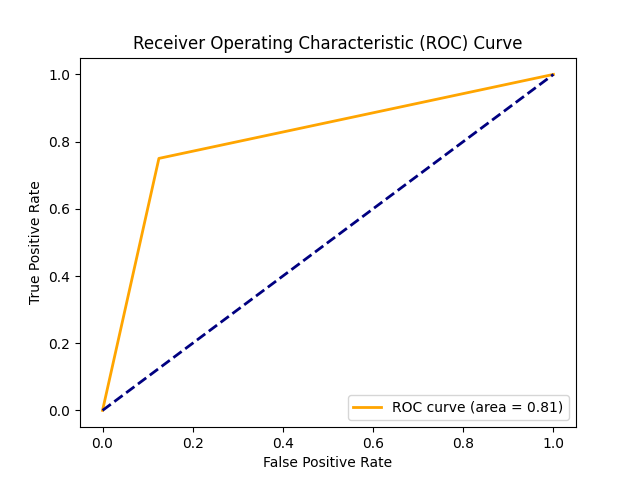 Receiver Operating Characteristic (ROC) Curve
True Positive Rate
1.0
0.8
0.6
0.4
0.2
0.0
ROC curve (area = 0.81)
0.0 0.2 0.4 0.6 0.8 1.0
False Positive Rate